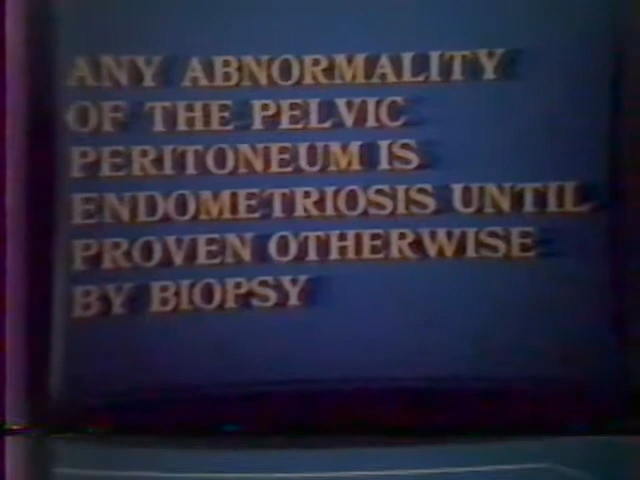 ANY ABNORMALITY
OF THE PELVIC
PERITONEUM IS
ENDOMETRIOSIS UNTIL
PROVEN OTHERWISE
BY BIOPSY